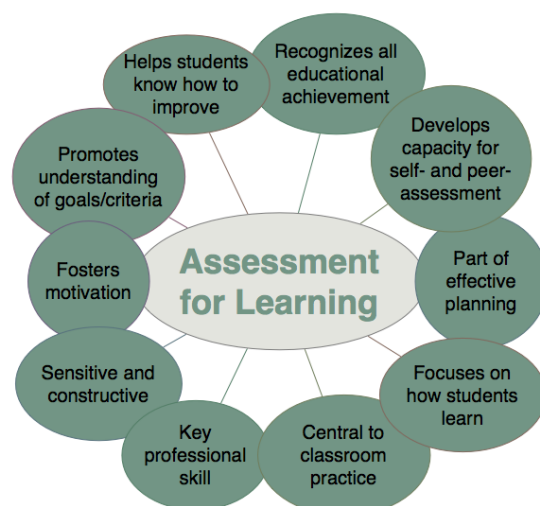 Recognizes all
educational
achievement
Develops
capacity for
self- and peer-
assessment
Part of
effective
planning
Focuses on
how students
learn
Central to
classroom
practice
Key
professional
skill
Sensitive and
constructive
Fosters
motivation
Promotes
understanding
of goals/criteria
Helps students
know how to
improve
Assessment
for Learning